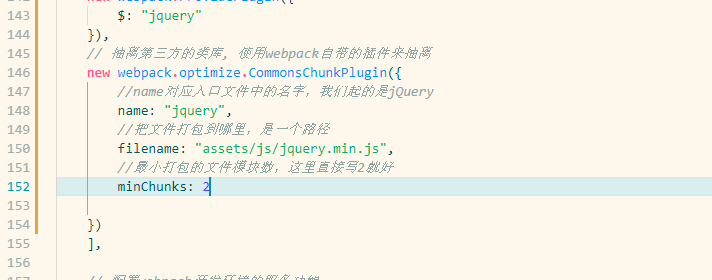 143 $: "jquery"
144 }),
145 // 抽离第三方的类库, 使用webpack自带的插件来抽离
146 new webpack.optimize.CommonsChunkPlugin({
147 //name对应入口文件中的名字，我们起的是jQuery
148 name: "jquery",
149 //把文件打包到哪里，是一个路径
150 filename: "assets/js/jquery.min.js",
151 //最小打包的文件模块数，这里直接写2就好
152 minChunks: 2
153
154 })
155 ],
156